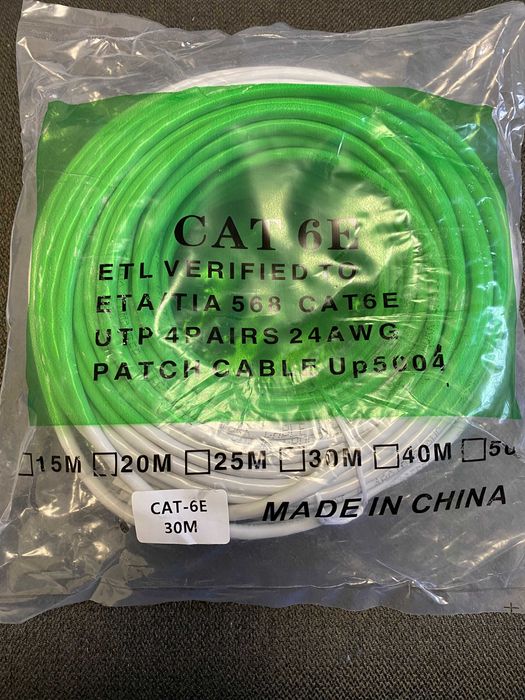 CAT 6E
ETL VERIFIED TO
ETA/TIA 568 CAT6E
UTP 4PAIRS 24AWG
PATCH CABLE Up5004
15M 20M 25M 30M 40M
CAT-6E
30M
MADE IN CHINA